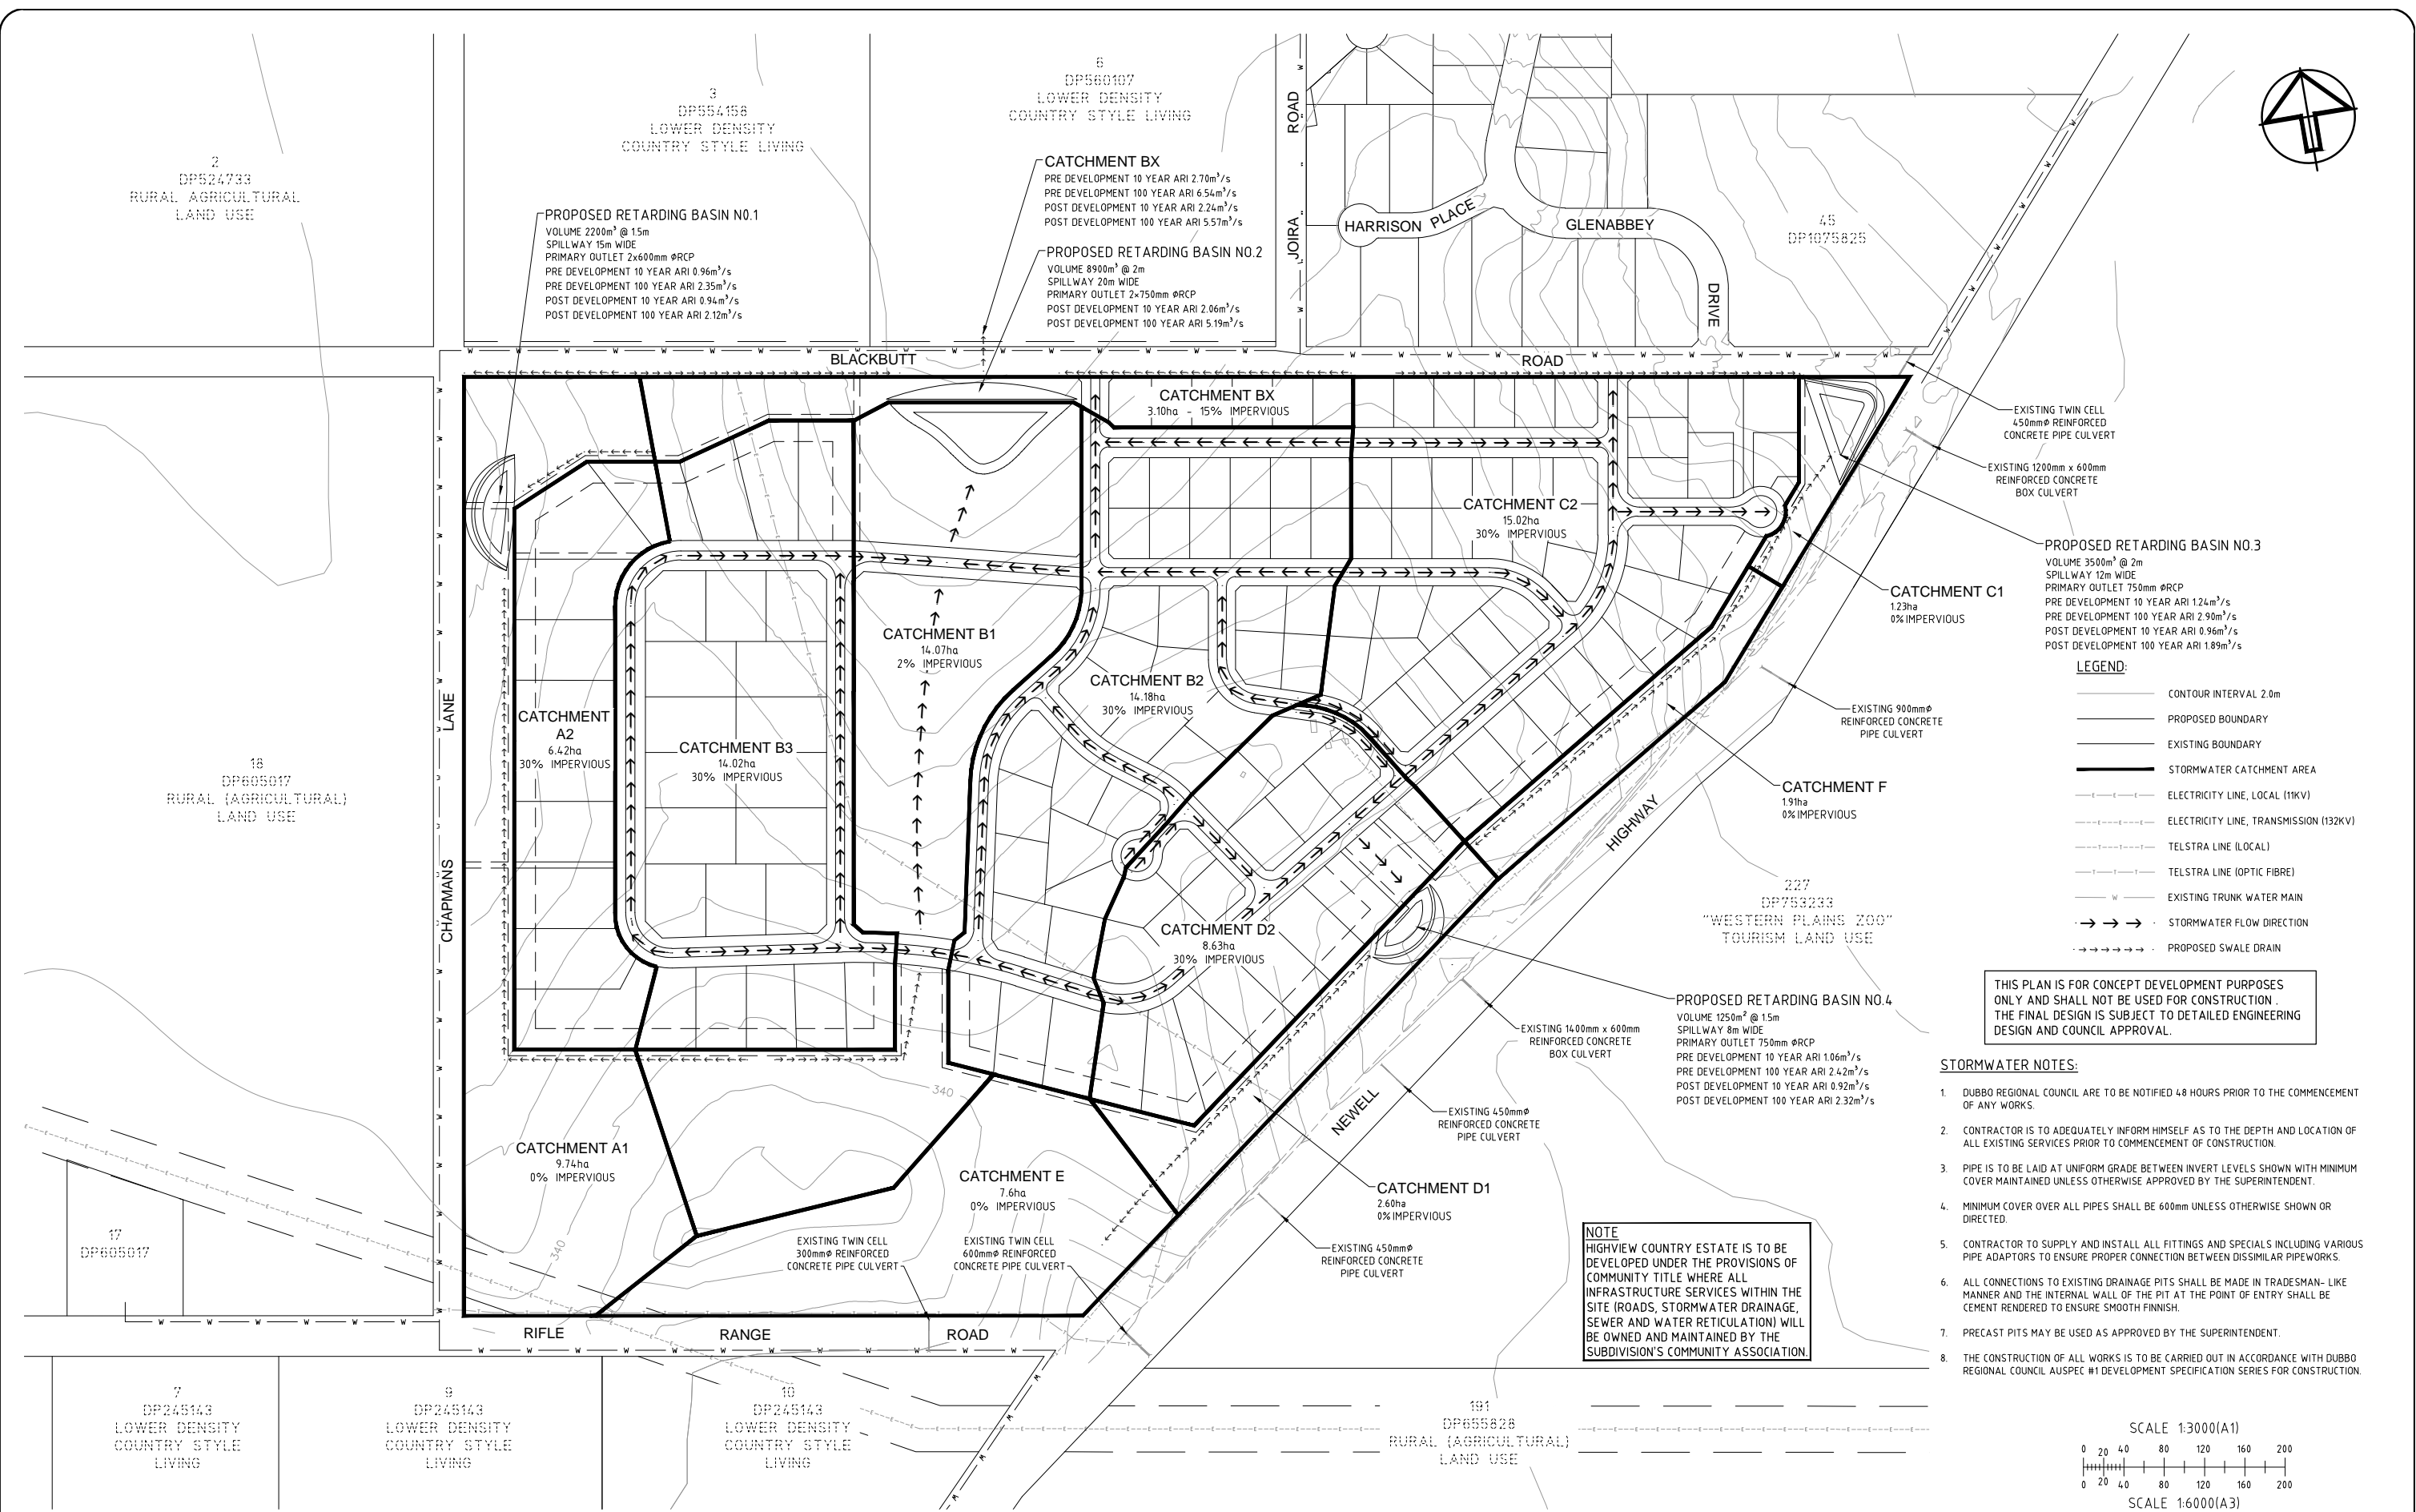 2
DP524733
RURAL AGRICULTURAL
LAND USE
3
DP554158
LOWER DENSITY
COUNTRY STYLE LIVING
6
DP560107
LOWER DENSITY
COUNTRY STYLE LIVING
PROPOSED RETARDING BASIN NO.1
VOLUME 2200m³ @ 1.5m
SPILLWAY 15m WIDE
PRIMARY OUTLET 2x600mm ØRCP
PRE DEVELOPMENT 10 YEAR ARI 0.96m³/s
PRE DEVELOPMENT 100 YEAR ARI 2.35m³/s
POST DEVELOPMENT 10 YEAR ARI 0.94m³/s
POST DEVELOPMENT 100 YEAR ARI 2.12m³/s
CATCHMENT BX
PRE DEVELOPMENT 10 YEAR ARI 2.70m³/s
PRE DEVELOPMENT 100 YEAR ARI 6.54m³/s
POST DEVELOPMENT 10 YEAR ARI 2.24m³/s
POST DEVELOPMENT 100 YEAR ARI 5.57m³/s
PROPOSED RETARDING BASIN NO.2
VOLUME 8900m³ @ 2m
SPILLWAY 20m WIDE
PRIMARY OUTLET 2x750mm ØRCP
POST DEVELOPMENT 10 YEAR ARI 2.06m³/s
POST DEVELOPMENT 100 YEAR ARI 5.19m³/s
JOIRA ROAD
HARRISON PLACE
GLENABBEY
DRIVE
45
DP1075825
BLACKBUTT
ROAD
CATCHMENT BX
3.10ha - 15% IMPERVIOUS
EXISTING TWIN CELL
450mmØ REINFORCED
CONCRETE PIPE CULVERT
EXISTING 1200mm x 600mm
REINFORCED CONCRETE
BOX CULVERT
CATCHMENT C2
15.02ha
30% IMPERVIOUS
PROPOSED RETARDING BASIN NO.3
VOLUME 3500m³ @ 2m
SPILLWAY 12m WIDE
PRIMARY OUTLET 750mm ØRCP
PRE DEVELOPMENT 10 YEAR ARI 1.24m³/s
PRE DEVELOPMENT 100 YEAR ARI 2.90m³/s
POST DEVELOPMENT 10 YEAR ARI 0.96m³/s
POST DEVELOPMENT 100 YEAR ARI 1.89m³/s
CATCHMENT C1
1.23ha
0% IMPERVIOUS
CATCHMENT B1
14.07ha
2% IMPERVIOUS
CATCHMENT B2
14.18ha
30% IMPERVIOUS
CATCHMENT
A2
6.42ha
30% IMPERVIOUS
CATCHMENT B3
14.02ha
30% IMPERVIOUS
CHAPMANS LANE
18
DP605017
RURAL (AGRICULTURAL)
LAND USE
EXISTING 900mmØ
REINFORCED CONCRETE
PIPE CULVERT
CATCHMENT F
1.91ha
0% IMPERVIOUS
NEWELL HIGHWAY
227
DP753233
"WESTERN PLAINS ZOO"
TOURISM LAND USE
LEGEND:
CONTOUR INTERVAL 2.0m
PROPOSED BOUNDARY
EXISTING BOUNDARY
STORMWATER CATCHMENT AREA
ELECTRICITY LINE, LOCAL (11KV)
ELECTRICITY LINE, TRANSMISSION (132KV)
TELSTRA LINE (LOCAL)
TELSTRA LINE (OPTIC FIBRE)
W EXISTING TRUNK WATER MAIN
STORMWATER FLOW DIRECTION
PROPOSED SWALE DRAIN
CATCHMENT D2
8.63ha
30% IMPERVIOUS
PROPOSED RETARDING BASIN NO.4
VOLUME 1250m² @ 1.5m
SPILLWAY 8m WIDE
PRIMARY OUTLET 750mm ØRCP
PRE DEVELOPMENT 10 YEAR ARI 1.06m³/s
PRE DEVELOPMENT 100 YEAR ARI 2.42m³/s
POST DEVELOPMENT 10 YEAR ARI 0.92m³/s
POST DEVELOPMENT 100 YEAR ARI 2.32m³/s
EXISTING 1400mm x 600mm
REINFORCED CONCRETE
BOX CULVERT
EXISTING 450mmØ
REINFORCED CONCRETE
PIPE CULVERT
CATCHMENT D1
2.60ha
0% IMPERVIOUS
EXISTING 450mmØ
REINFORCED CONCRETE
PIPE CULVERT
340
CATCHMENT A1
9.74ha
0% IMPERVIOUS
CATCHMENT E
7.6ha
0% IMPERVIOUS
EXISTING TWIN CELL
300mmØ REINFORCED
CONCRETE PIPE CULVERT
EXISTING TWIN CELL
600mmØ REINFORCED
CONCRETE PIPE CULVERT
340
17
DP605017
RIFLE RANGE ROAD
7
DP245143
LOWER DENSITY
COUNTRY STYLE
LIVING
9
DP245143
LOWER DENSITY
COUNTRY STYLE
LIVING
10
DP245143
LOWER DENSITY
COUNTRY STYLE
LIVING
191
DP655828
RURAL (AGRICULTURAL)
LAND USE
NOTE
HIGHVIEW COUNTRY ESTATE IS TO BE
DEVELOPED UNDER THE PROVISIONS OF
COMMUNITY TITLE WHERE ALL
INFRASTRUCTURE SERVICES WITHIN THE
SITE (ROADS, STORMWATER DRAINAGE,
SEWER AND WATER RETICULATION) WILL
BE OWNED AND MAINTAINED BY THE
SUBDIVISION'S COMMUNITY ASSOCIATION.
THIS PLAN IS FOR CONCEPT DEVELOPMENT PURPOSES
ONLY AND SHALL NOT BE USED FOR CONSTRUCTION .
THE FINAL DESIGN IS SUBJECT TO DETAILED ENGINEERING
DESIGN AND COUNCIL APPROVAL.
STORMWATER NOTES:
1. DUBBO REGIONAL COUNCIL ARE TO BE NOTIFIED 48 HOURS PRIOR TO THE COMMENCEMENT
OF ANY WORKS.
2. CONTRACTOR IS TO ADEQUATELY INFORM HIMSELF AS TO THE DEPTH AND LOCATION OF
ALL EXISTING SERVICES PRIOR TO COMMENCEMENT OF CONSTRUCTION.
3. PIPE IS TO BE LAID AT UNIFORM GRADE BETWEEN INVERT LEVELS SHOWN WITH MINIMUM
COVER MAINTAINED UNLESS OTHERWISE APPROVED BY THE SUPERINTENDENT.
4. MINIMUM COVER OVER ALL PIPES SHALL BE 600mm UNLESS OTHERWISE SHOWN OR
DIRECTED.
5. CONTRACTOR TO SUPPLY AND INSTALL ALL FITTINGS AND SPECIALS INCLUDING VARIOUS
PIPE ADAPTORS TO ENSURE PROPER CONNECTION BETWEEN DISSIMILAR PIPEWORKS.
6. ALL CONNECTIONS TO EXISTING DRAINAGE PITS SHALL BE MADE IN TRADESMAN- LIKE
MANNER AND THE INTERNAL WALL OF THE PIT AT THE POINT OF ENTRY SHALL BE
CEMENT RENDERED TO ENSURE SMOOTH FINNISH.
7. PRECAST PITS MAY BE USED AS APPROVED BY THE SUPERINTENDENT.
8. THE CONSTRUCTION OF ALL WORKS IS TO BE CARRIED OUT IN ACCORDANCE WITH DUBBO
REGIONAL COUNCIL AUSPEC #1 DEVELOPMENT SPECIFICATION SERIES FOR CONSTRUCTION.
SCALE 1:3000(A1)
0 20 40 80 120 160 200
0 20 40 80 120 160 200
SCALE 1:6000(A3)